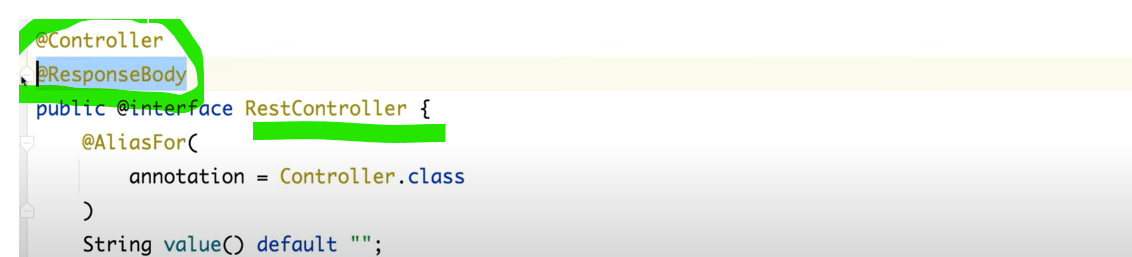 @Controller
@ResponseBody
public @interface RestController {
@AliasFor(
annotation = Controller.class
)
String value() default "";